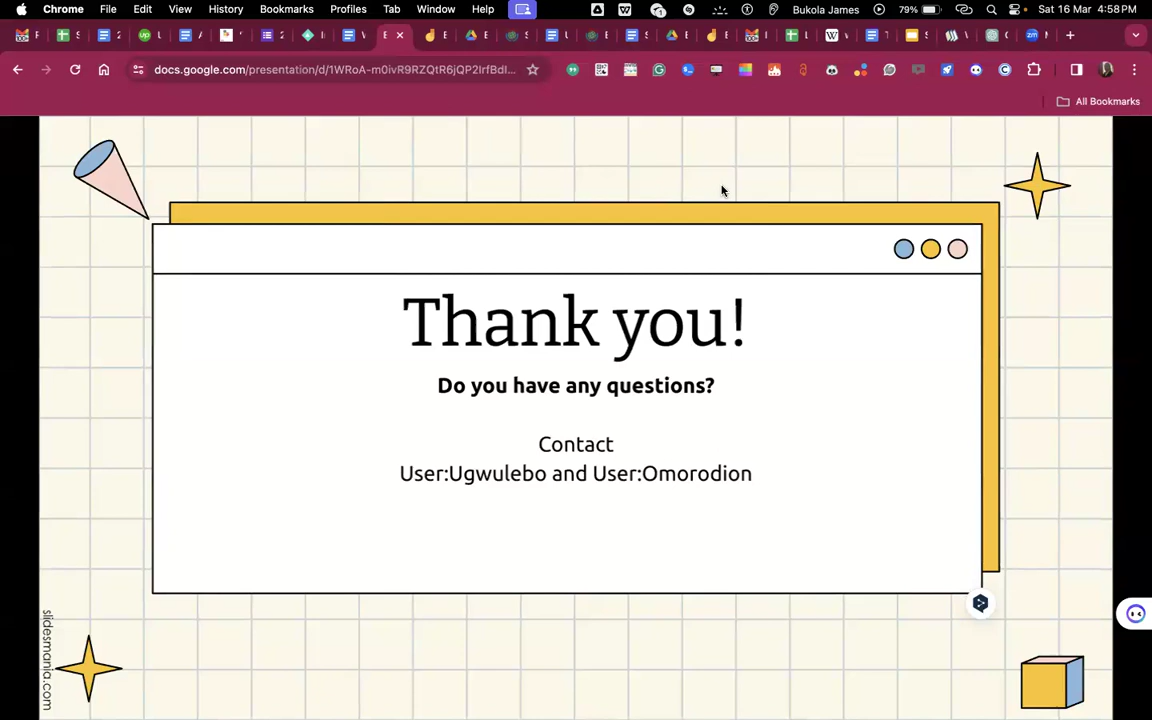 Chrome File Edit View History Bookmarks Profiles Tab Window Help Bukola James 79% Sat 16 Mar 4:58 PM
docs.google.com/presentation/d/1WRoA-m0ivR9RZQtR6jQP2IrfBdI...
All Bookmarks
Thank you!
Do you have any questions?
Contact
User:Ugwulebo and User:Omorodion
slidesmania.com